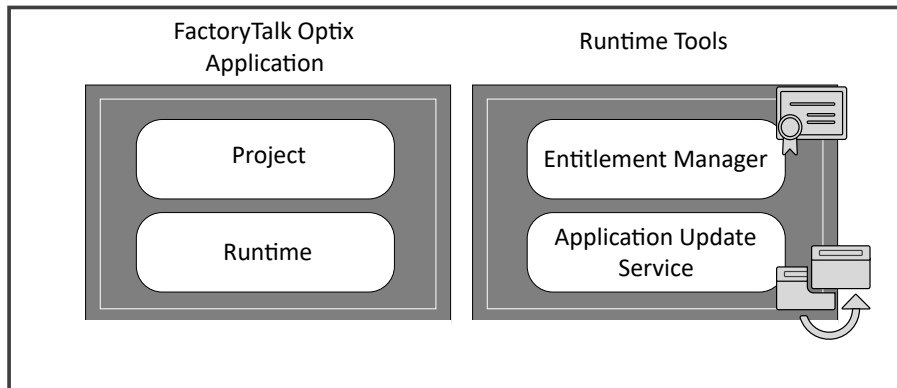 FactoryTalk Optix
Application
Project
Runtime
Runtime Tools
Entitlement Manager
Application Update
Service